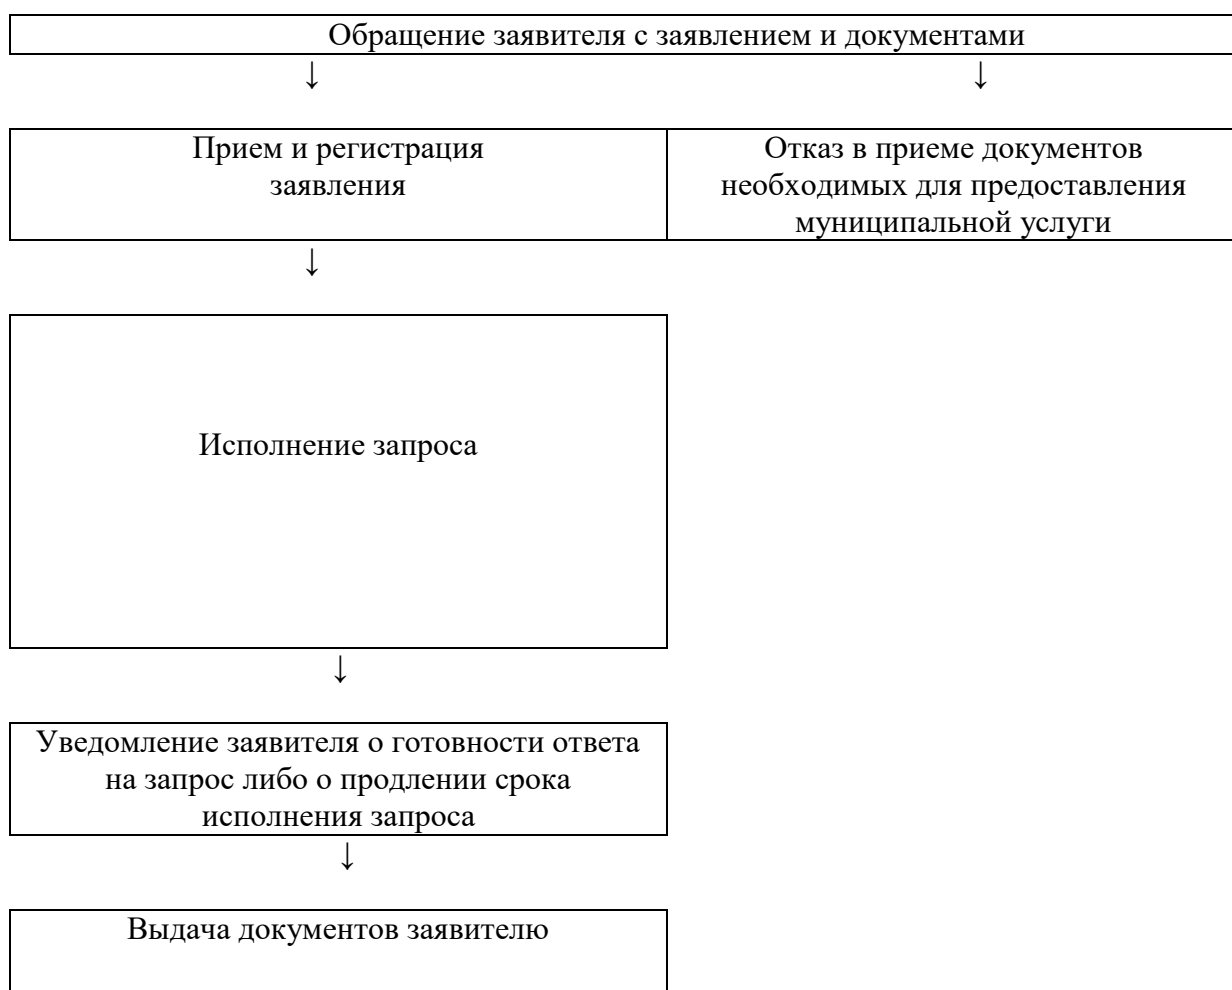 Обращение заявителя с заявлением и документами
↓ ↓
Прием и регистрация
заявления
Отказ в приеме документов
необходимых для предоставления
муниципальной услуги
↓
Исполнение запроса
↓
Уведомление заявителя о готовности ответа
на запрос либо о продлении срока
исполнения запроса
↓
Выдача документов заявителю